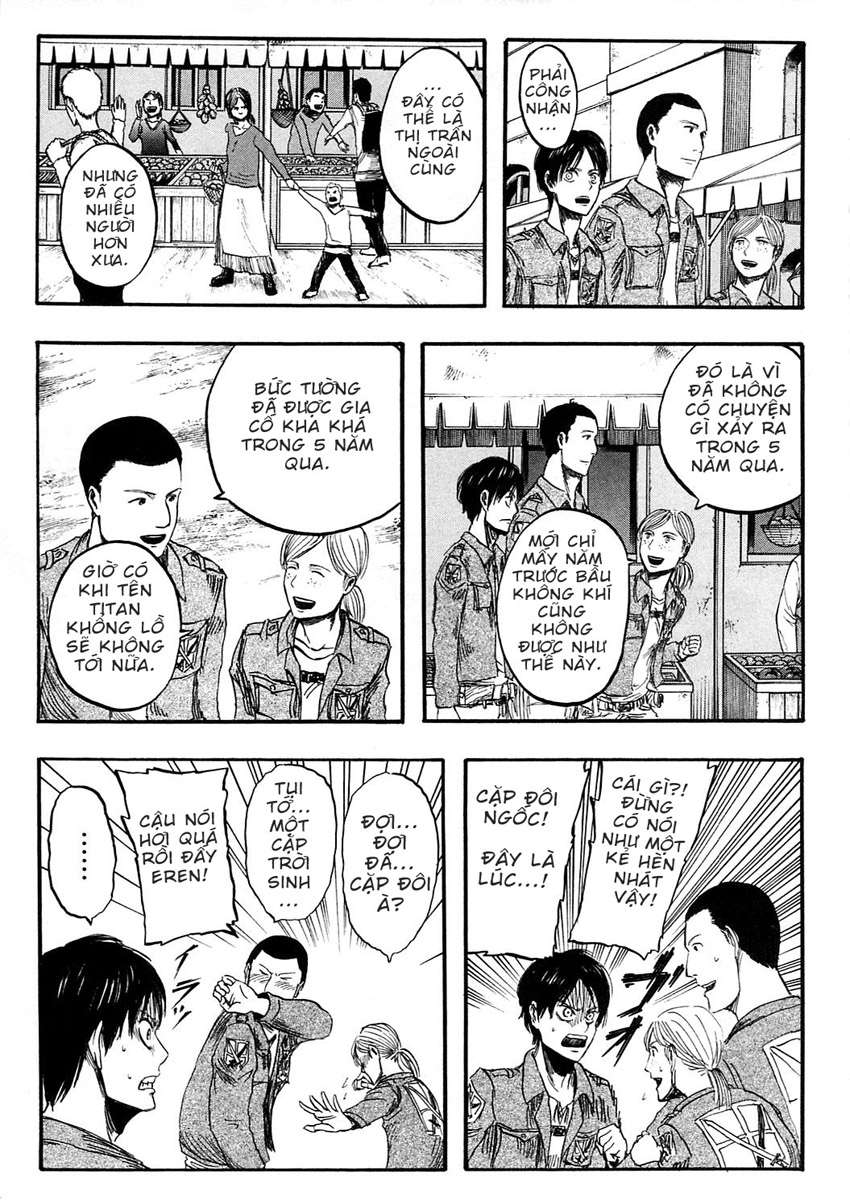 PHẢI
CÔNG
NHẬN
...
...
ĐÂY CÓ
THỂ LÀ
THỊ TRẤN
NGOÀI
CÙNG
NHƯNG
ĐÃ CÓ
NHIỀU
NGƯỜI
HƠN
XƯA.
ĐÓ LÀ VÌ
ĐÃ KHÔNG
CÓ CHUYỆN
GÌ XẢY RA
TRONG 5
NĂM QUA.
MỚI CHỈ
MẤY NĂM
TRƯỚC BẦU
KHÔNG KHÍ
CŨNG
KHÔNG
ĐƯỢC NHƯ
THẾ NÀY.
BỨC TƯỜNG
ĐÃ ĐƯỢC GIA
CỐ KHÁ KHÁ
TRONG 5 NĂM
QUA.
GIỜ CÓ
KHI TÊN
TITAN
KHỔNG LỒ
SẼ KHÔNG
TỚI NỮA.
CÁI GÌ?!
ĐỪNG
CÓ NÓI
NHƯ MỘT
KẺ HÈN
NHÁT
VẬY!
CẶP ĐÔI
NGỐC!
ĐÂY LÀ
LÚC...!
ĐỢI...
ĐỢI
ĐÃ...
CẶP ĐÔI
À?
TỤI
TỚ...
MỘT
CẶP
TRỜI
SINH
...
CẬU NÓI
HƠI QUÁ
RỒI ĐẤY
EREN!
......